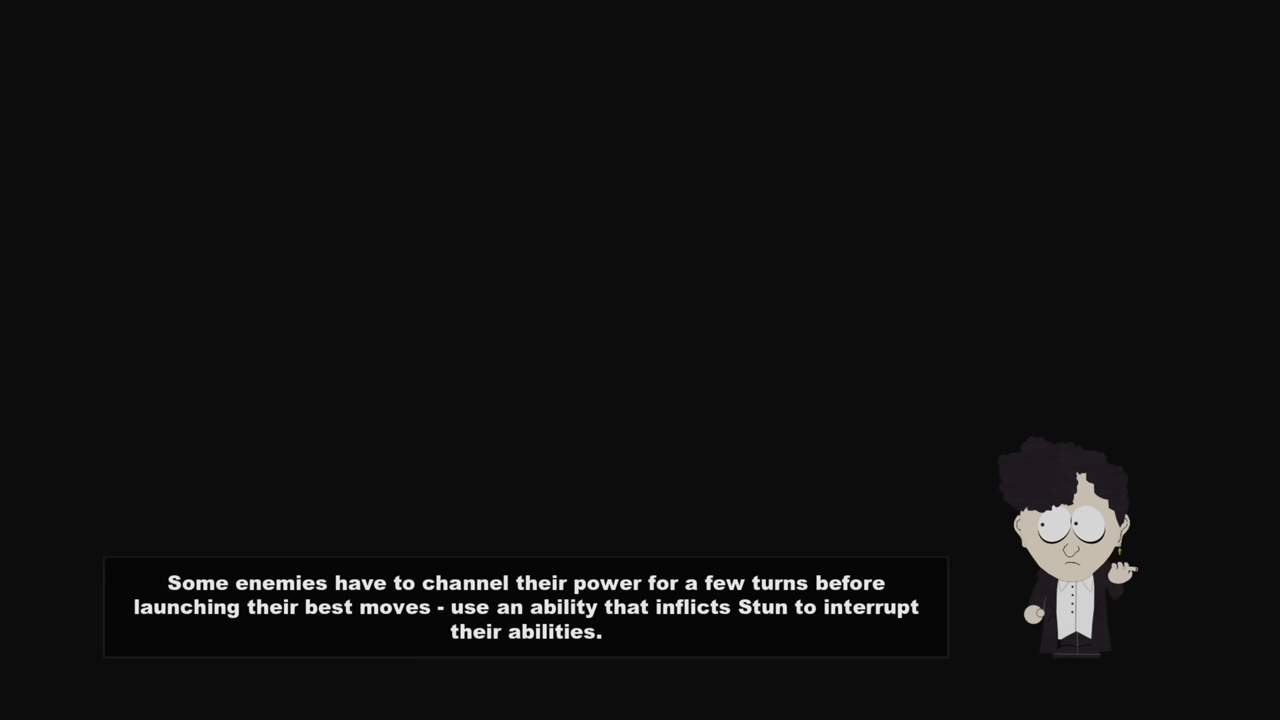 Some enemies have to channel their power for a few turns before
launching their best moves - use an ability that inflicts Stun to interrupt
their abilities.